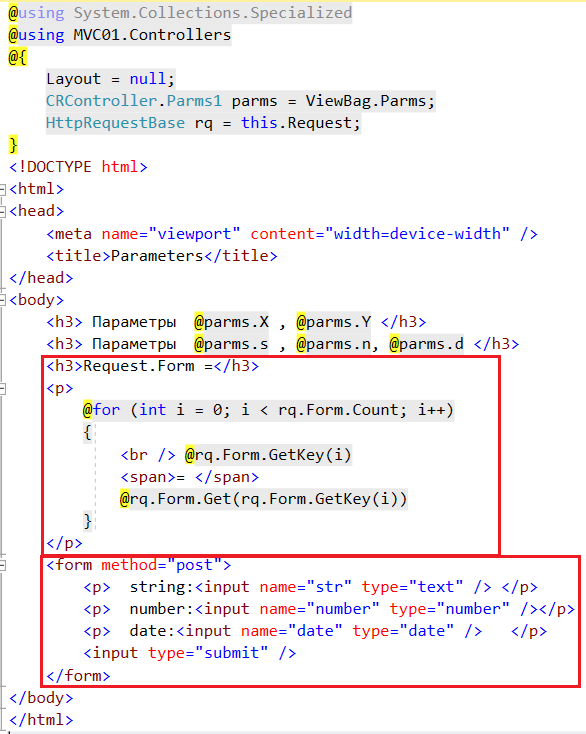 @using System.Collections.Specialized
@using MVC01.Controllers
@{
    Layout = null;
    CRController.Parms1 parms = ViewBag.Parms;
    HttpRequestBase rq = this.Request;
}
<!DOCTYPE html>
<html>
<head>
    <meta name="viewport" content="width=device-width" />
    <title>Parameters</title>
</head>
<body>
    <h3> Параметры  @parms.X , @parms.Y </h3>
    <h3> Параметры  @parms.s , @parms.n, @parms.d </h3>
    <h3>Request.Form =</h3>
    <p>
        @for (int i = 0; i < rq.Form.Count; i++)
        {
            <br /> @rq.Form.GetKey(i)
            <span>= </span>
            @rq.Form.Get(rq.Form.GetKey(i))
        }
    </p>
    <form method="post">
        <p>  string:<input name="str" type="text" /> </p>
        <p>  number:<input name="number" type="number" /></p>
        <p>  date:<input name="date" type="date" />   </p>
        <input type="submit" />
    </form>
</body>
</html>